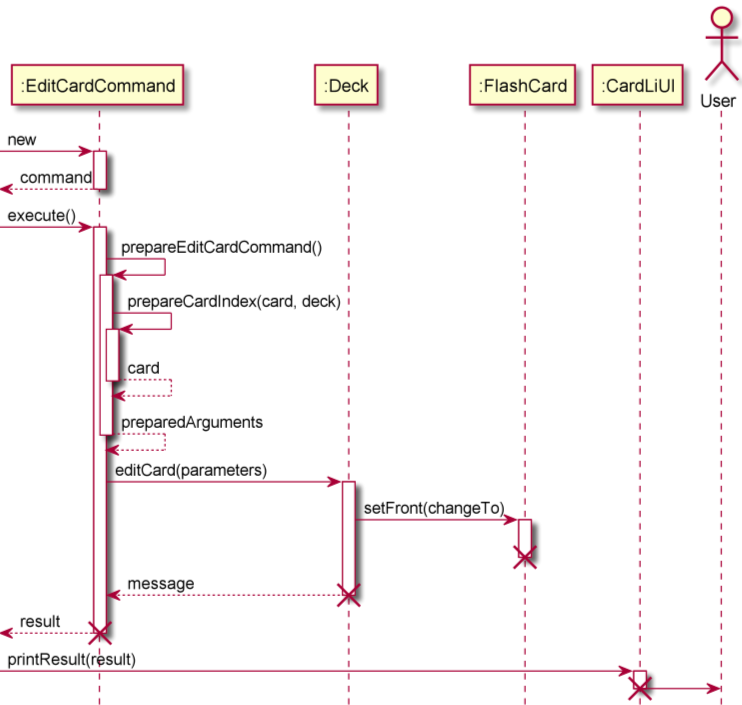 :EditCardCommand
:Deck
:FlashCard
:CardLiUI
User
new
command
execute()
prepareEditCardCommand()
prepareCardIndex(card, deck)
card
preparedArguments
editCard(parameters)
setFront(changeTo)
message
result
printResult(result)